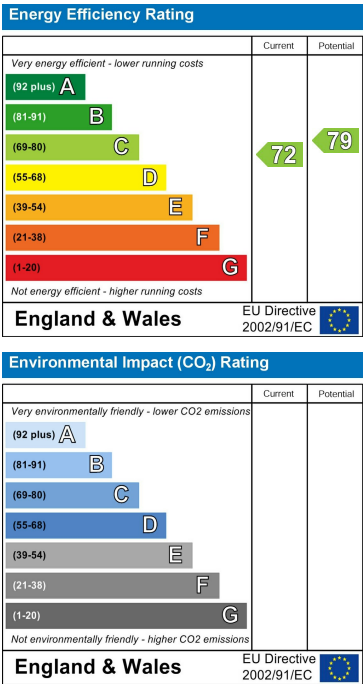 Energy Efficiency Rating
Current Potential
Very energy efficient - lower running costs
(92 plus) A
(81-91) B
(69-80) C
72 79
(55-68) D
(39-54) E
(21-38) F
(1-20) G
Not energy efficient - higher running costs
England & Wales
EU Directive
2002/91/EC
Environmental Impact (CO₂) Rating
Current Potential
Very environmentally friendly - lower CO2 emissions
(92 plus) A
(81-91) B
(69-80) C
(55-68) D
(39-54) E
(21-38) F
(1-20) G
Not environmentally friendly - higher CO2 emissions
England & Wales
EU Directive
2002/91/EC